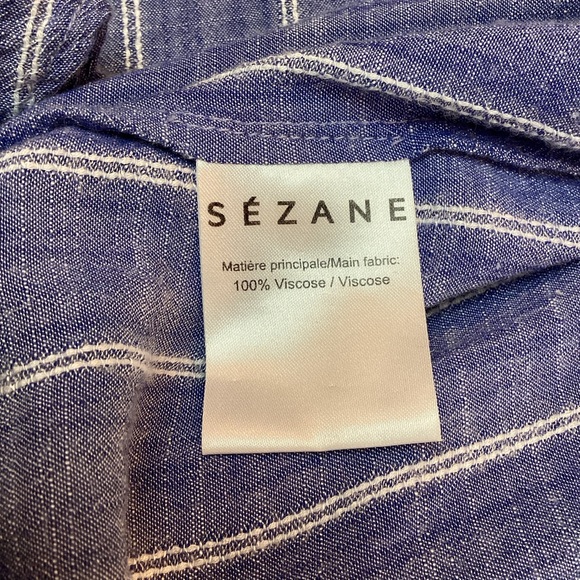 SÉZANE
Matière principale/Main fabric:
100% Viscose / Viscose